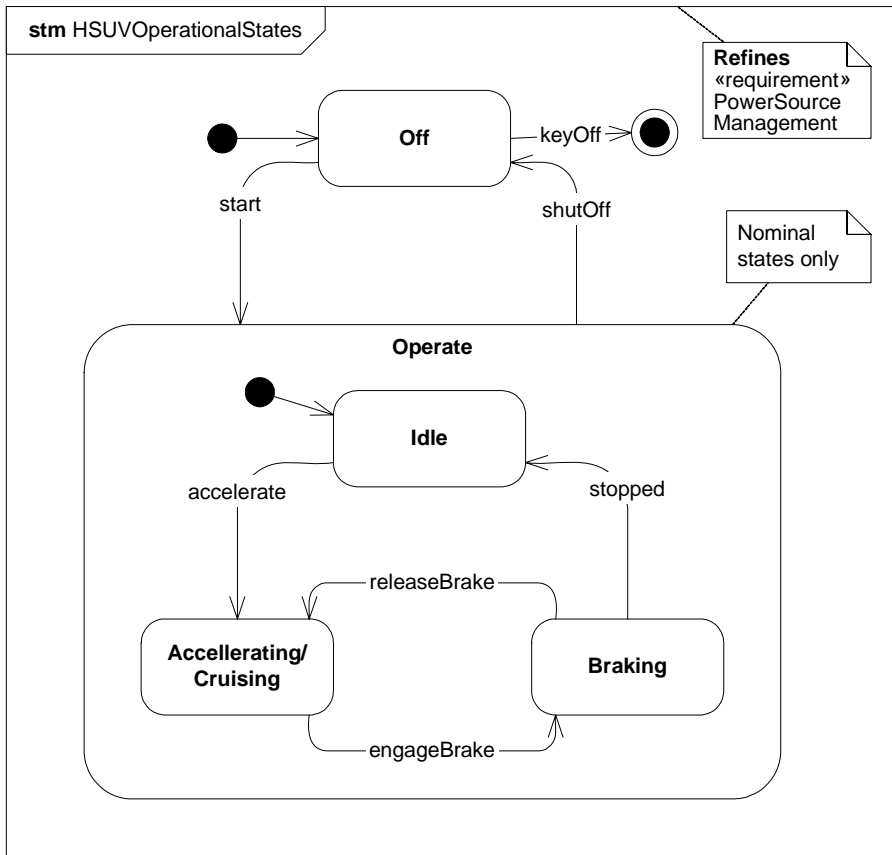 stm HSUVOperationalStates
Refines
«requirement»
PowerSource
Management
Off
keyOff
start
shutOff
Nominal
states only
Operate
Idle
accelerate
stopped
releaseBrake
Accellerating/
Cruising
Braking
engageBrake